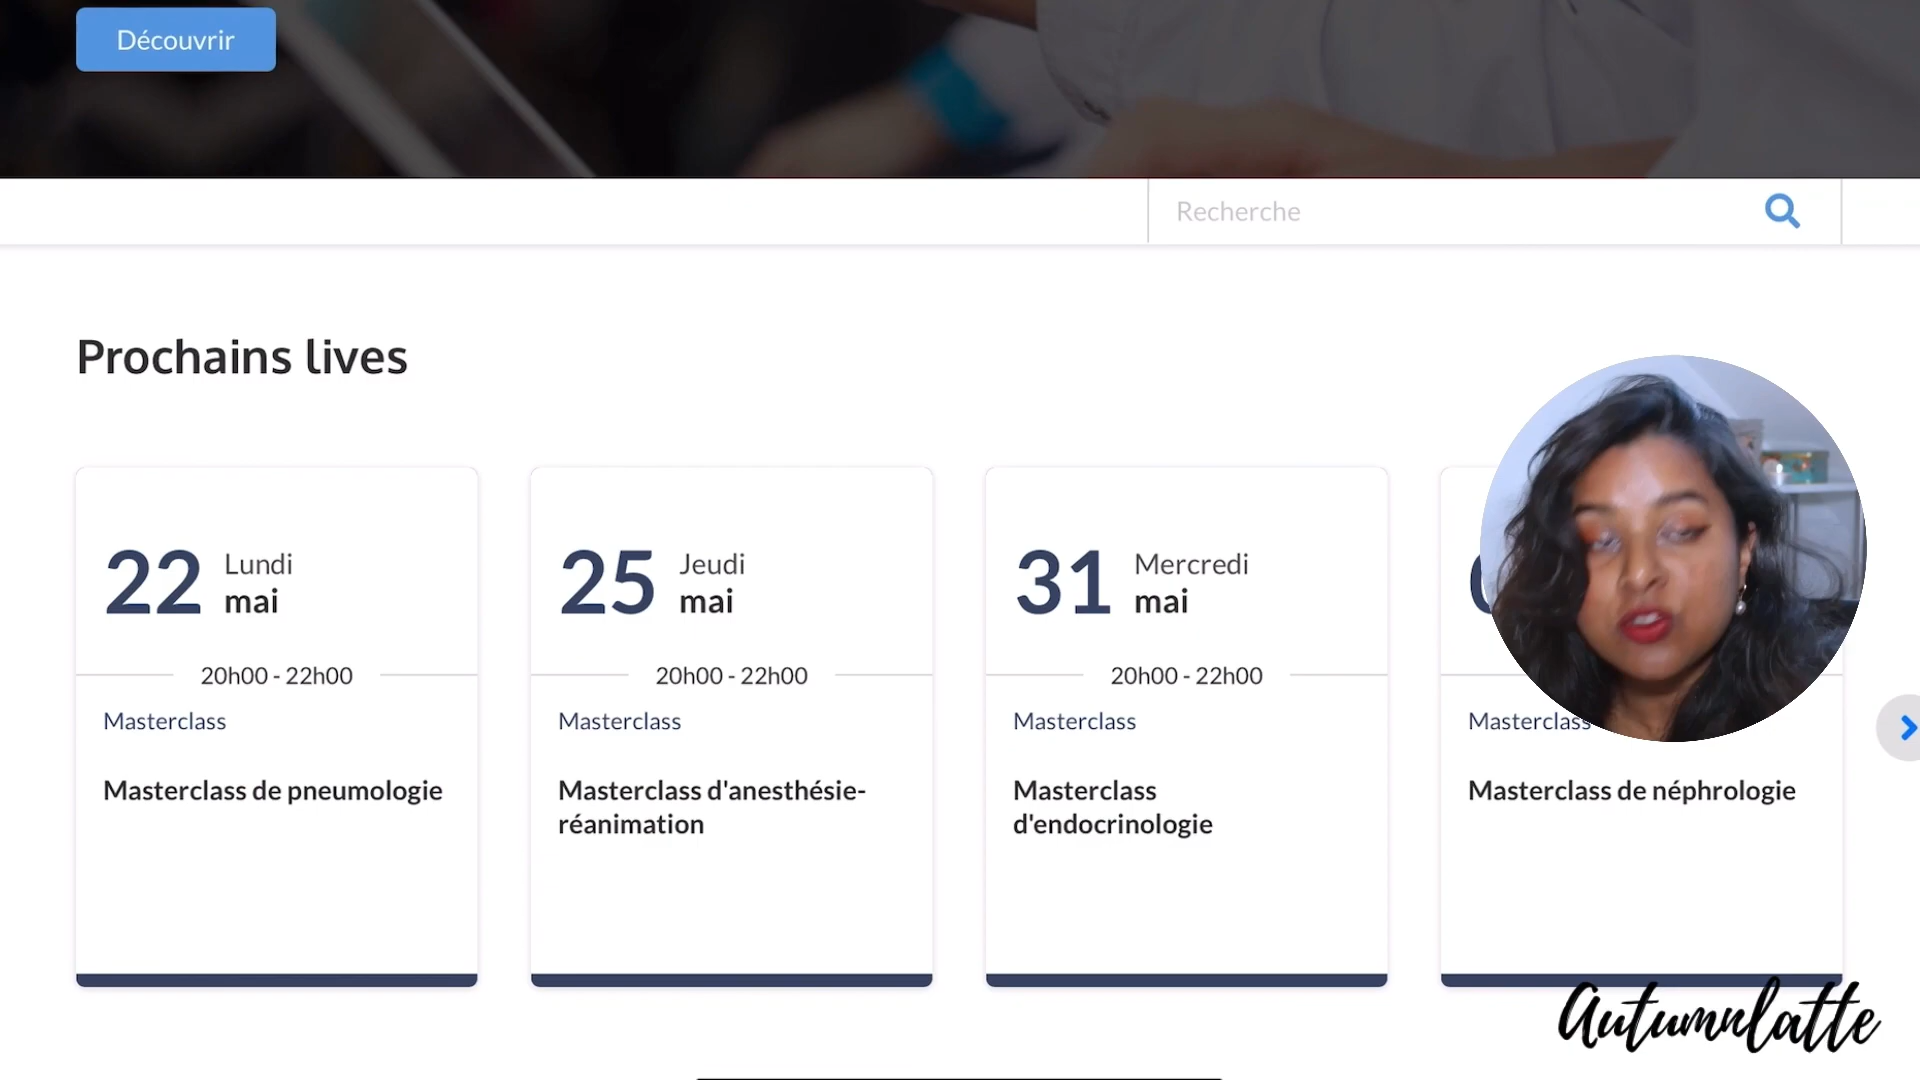 Découvrir
Recherche
Prochains lives
22 Lundi mai
20h00 - 22h00
Masterclass
Masterclass de pneumologie
25 Jeudi mai
20h00 - 22h00
Masterclass
Masterclass d'anesthésie-
réanimation
31 Mercredi mai
20h00 - 22h00
Masterclass
Masterclass
d'endocrinologie
Masterclass
Masterclass de néphrologie
Autumnlatte